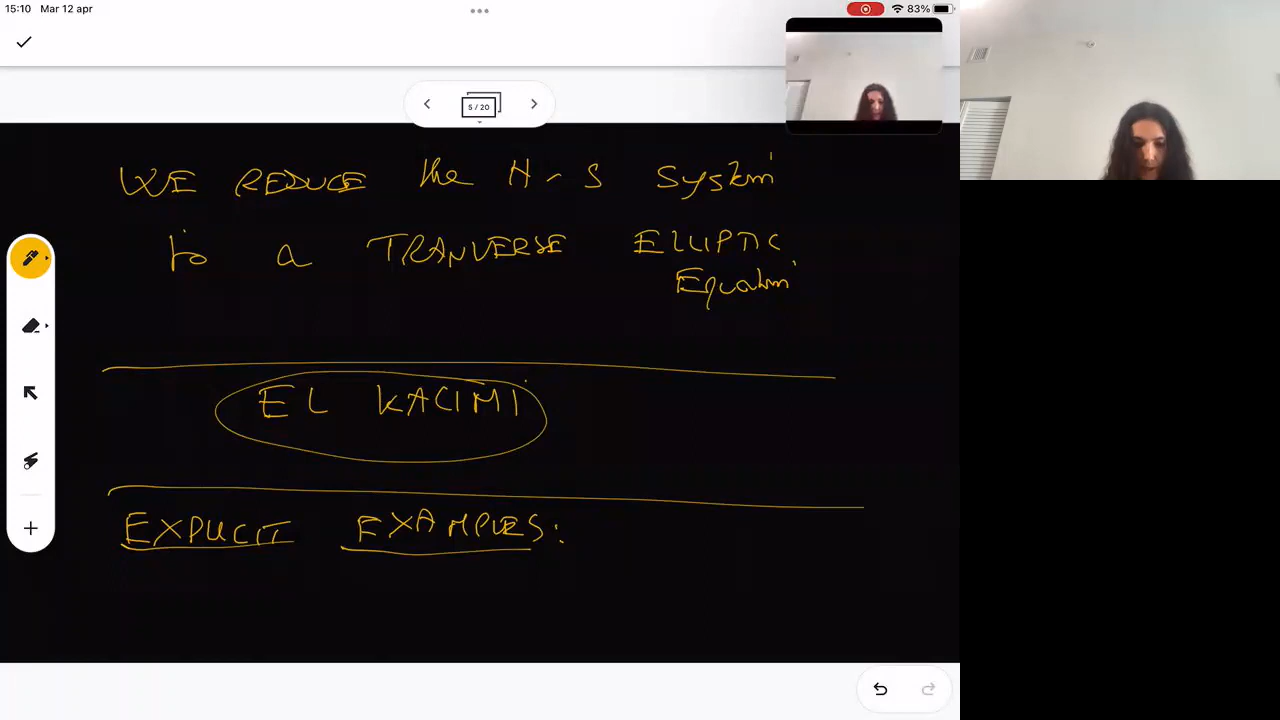 15:10 Mar 12 apr
83%
5 / 20
WE REDUCE the H-S System
to a TRANVERSE ELLIPTIC
Equation
EL KACIMI
EXPLICIT EXAMPLES: